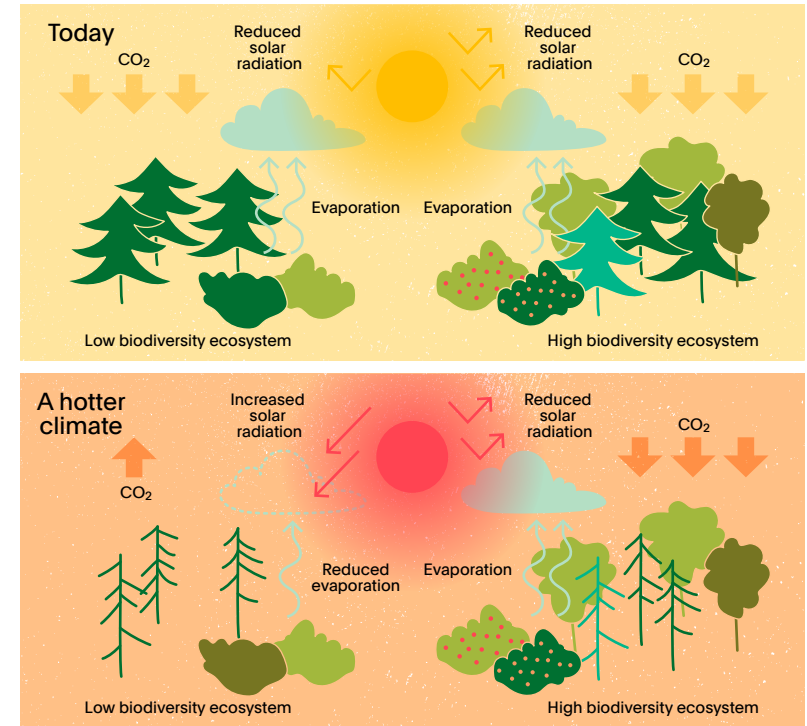 Today
CO₂
Reduced
solar
radiation
Reduced
solar
radiation
CO₂
Evaporation
Evaporation
Low biodiversity ecosystem
High biodiversity ecosystem
A hotter
climate
CO₂
Increased
solar
radiation
Reduced
solar
radiation
CO₂
Reduced
evaporation
Evaporation
Low biodiversity ecosystem
High biodiversity ecosystem